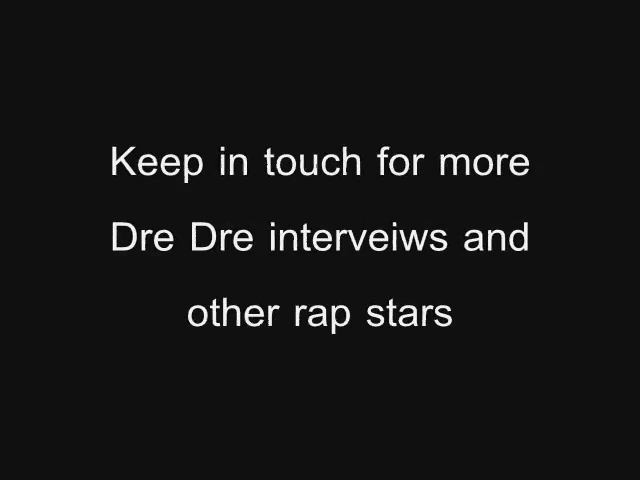 Keep in touch for more
Dre Dre interveiws and
other rap stars